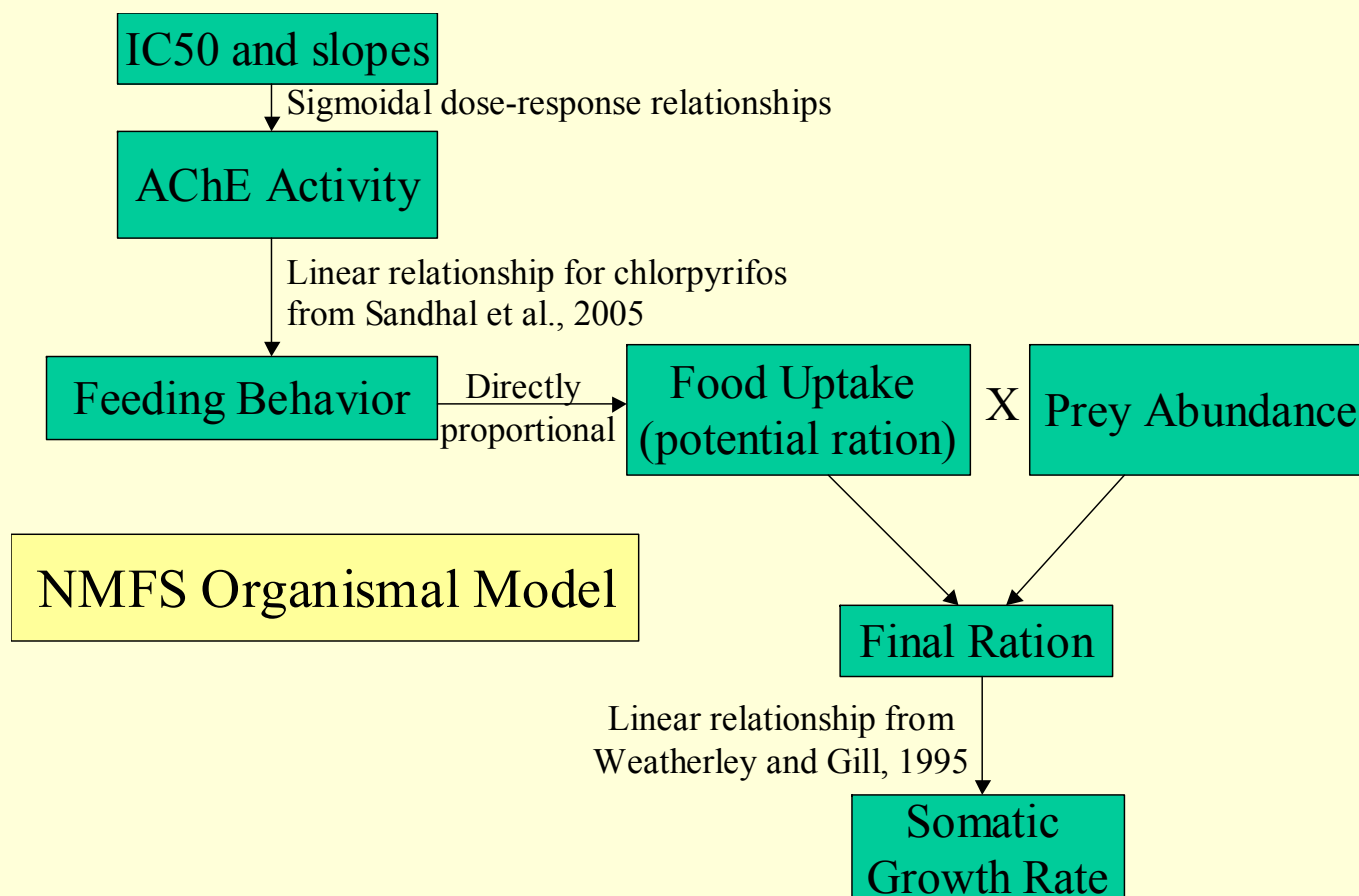 IC50 and slopes
Sigmoidal dose-response relationships
AChE Activity
Linear relationship for chlorpyrifos
from Sandhal et al., 2005
Feeding Behavior
Directly
proportional
Food Uptake
(potential ration)
X
Prey Abundance
NMFS Organismal Model
Final Ration
Linear relationship from
Weatherley and Gill, 1995
Somatic
Growth Rate